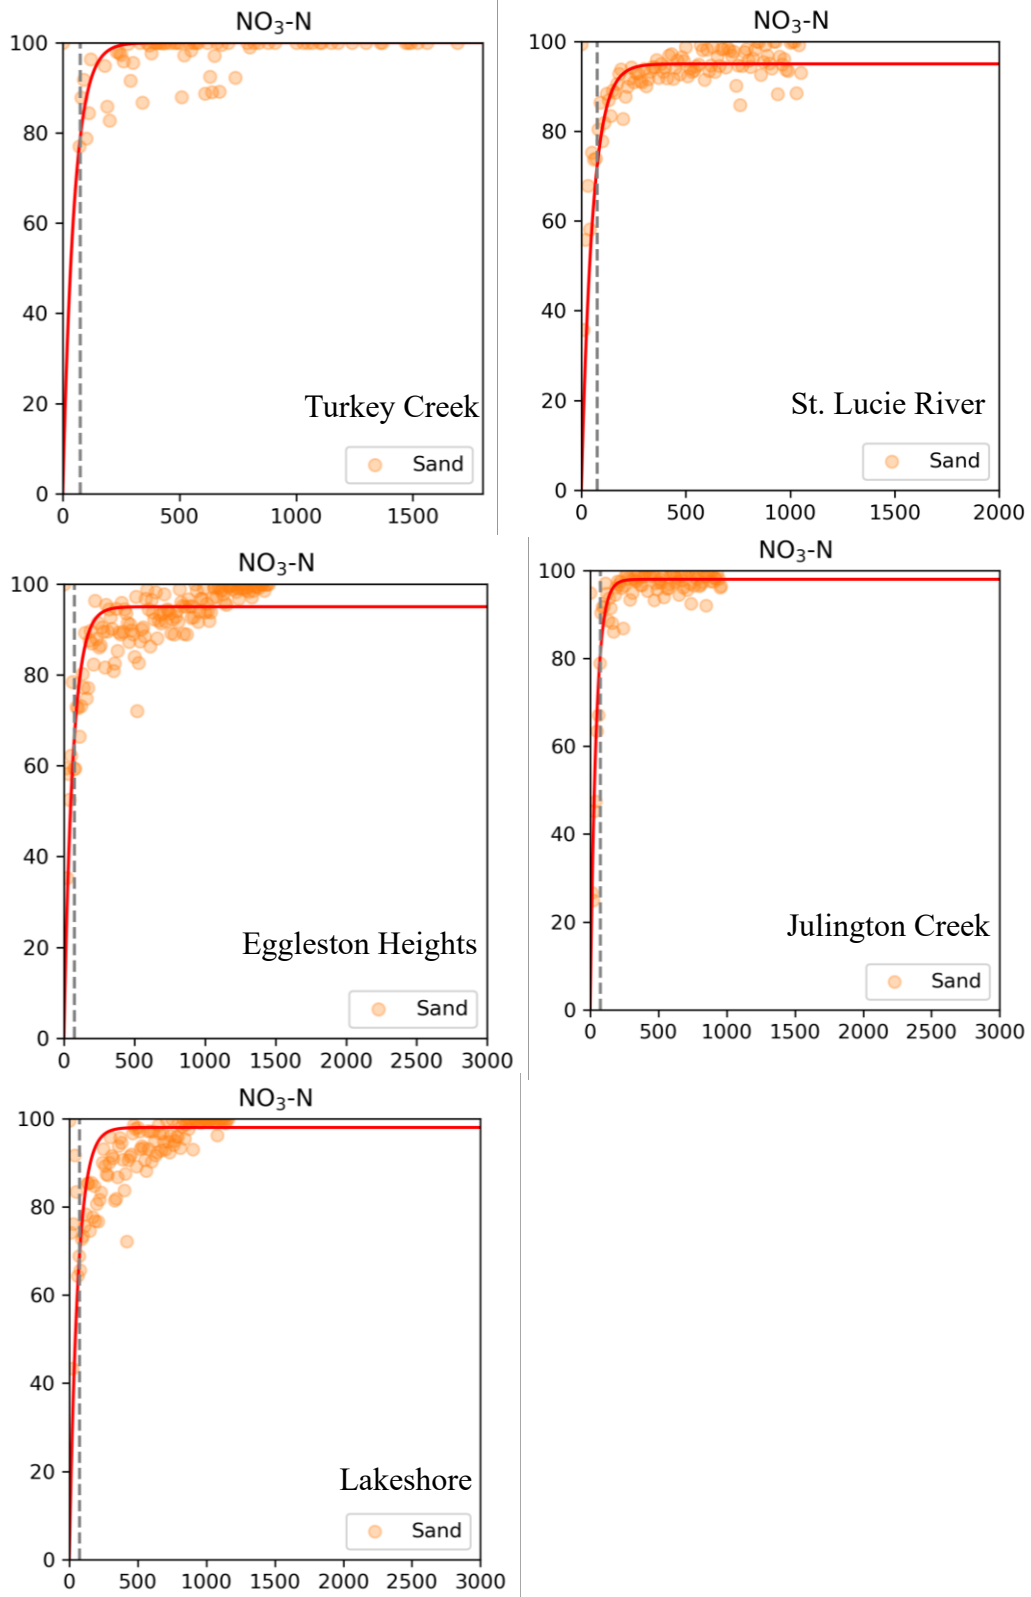 NO₃-N
100
80
60
40
20
0
Turkey Creek
Sand
0 500 1000 1500
NO₃-N
100
80
60
40
20
0
St. Lucie River
Sand
0 500 1000 1500 2000
NO₃-N
100
80
60
40
20
0
Eggleston Heights
Sand
0 500 1000 1500 2000 2500 3000
NO₃-N
100
80
60
40
20
0
Julington Creek
Sand
0 500 1000 1500 2000 2500 3000
NO₃-N
100
80
60
40
20
0
Lakeshore
Sand
0 500 1000 1500 2000 2500 3000